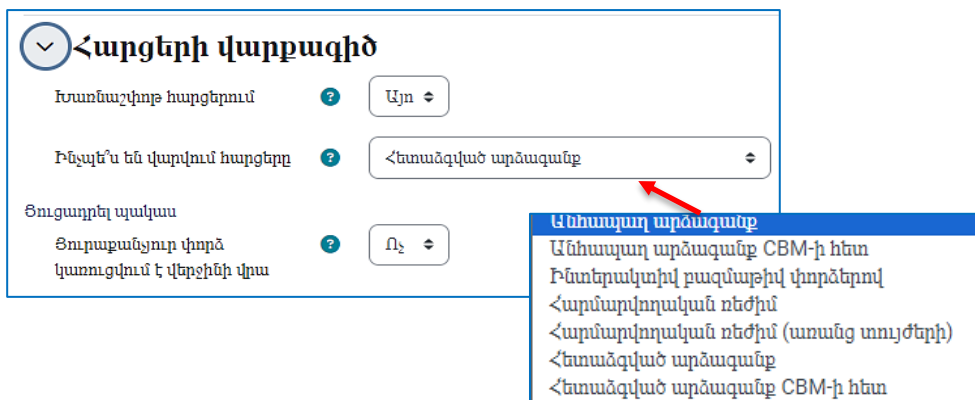 Հարցերի վարքագիծ
Խառնաշփոթ հարցերում
Այո
Ինչպե՞ս են վարվում հարցերը
Հետաձգված արձագանք
Ցուցադրել պակաս
Յուրաքանչյուր փորձ
կառուցվում է վերջինի վրա
Ոչ
Անհապաղ արձագանք
Անհապաղ արձագանք CBM-ի հետ
Ինտերակտիվ բազմաթիվ փորձերով
Հարմարվողական ռեժիմ
Հարմարվողական ռեժիմ (առանց տույժերի)
Հետաձգված արձագանք
Հետաձգված արձագանք CBM-ի հետ